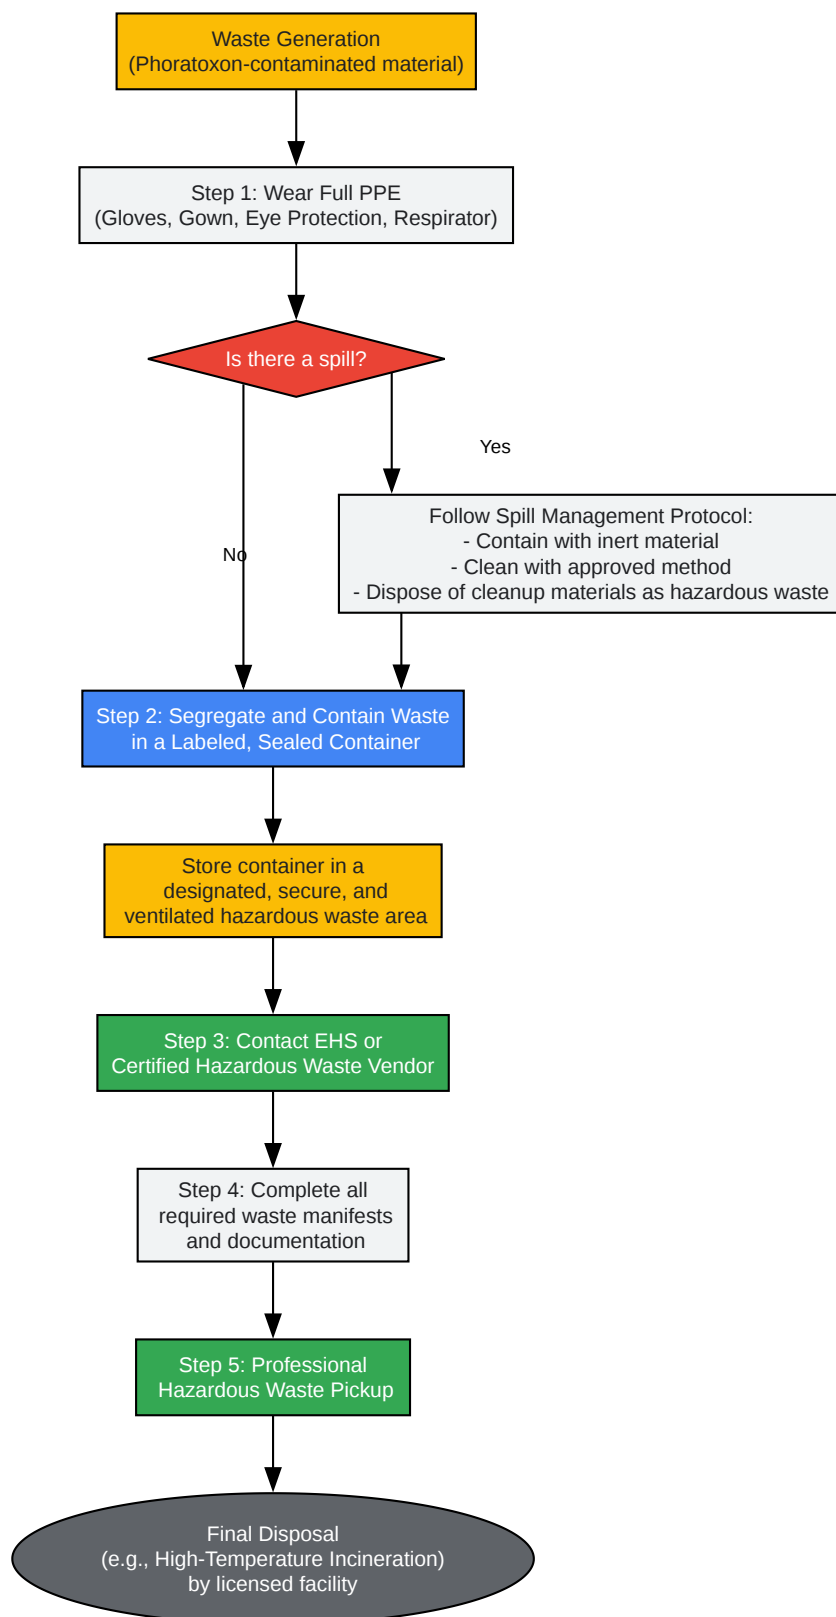 Waste Generation
(Phoratoxon-contaminated material)
Step 1: Wear Full PPE
(Gloves, Gown, Eye Protection, Respirator)
Is there a spill?
Yes
Follow Spill Management Protocol:
- Contain with inert material
- Clean with approved method
- Dispose of cleanup materials as hazardous waste
No
Step 2: Segregate and Contain Waste
in a Labeled, Sealed Container
Store container in a
designated, secure, and
ventilated hazardous waste area
Step 3: Contact EHS or
Certified Hazardous Waste Vendor
Step 4: Complete all
required waste manifests
and documentation
Step 5: Professional
Hazardous Waste Pickup
Final Disposal
(e.g., High-Temperature Incineration)
by licensed facility